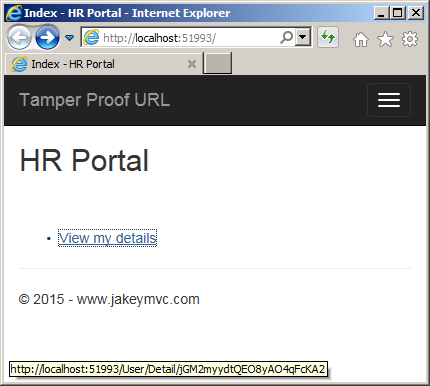 Index - HR Portal - Internet Explorer
http://localhost:51993/
Index - HR Portal
Tamper Proof URL
HR Portal
• View my details
© 2015 - www.jakeymvc.com
http://localhost:51993/User/Detail/jGM2myydtQEO8yAO4qFcKA2